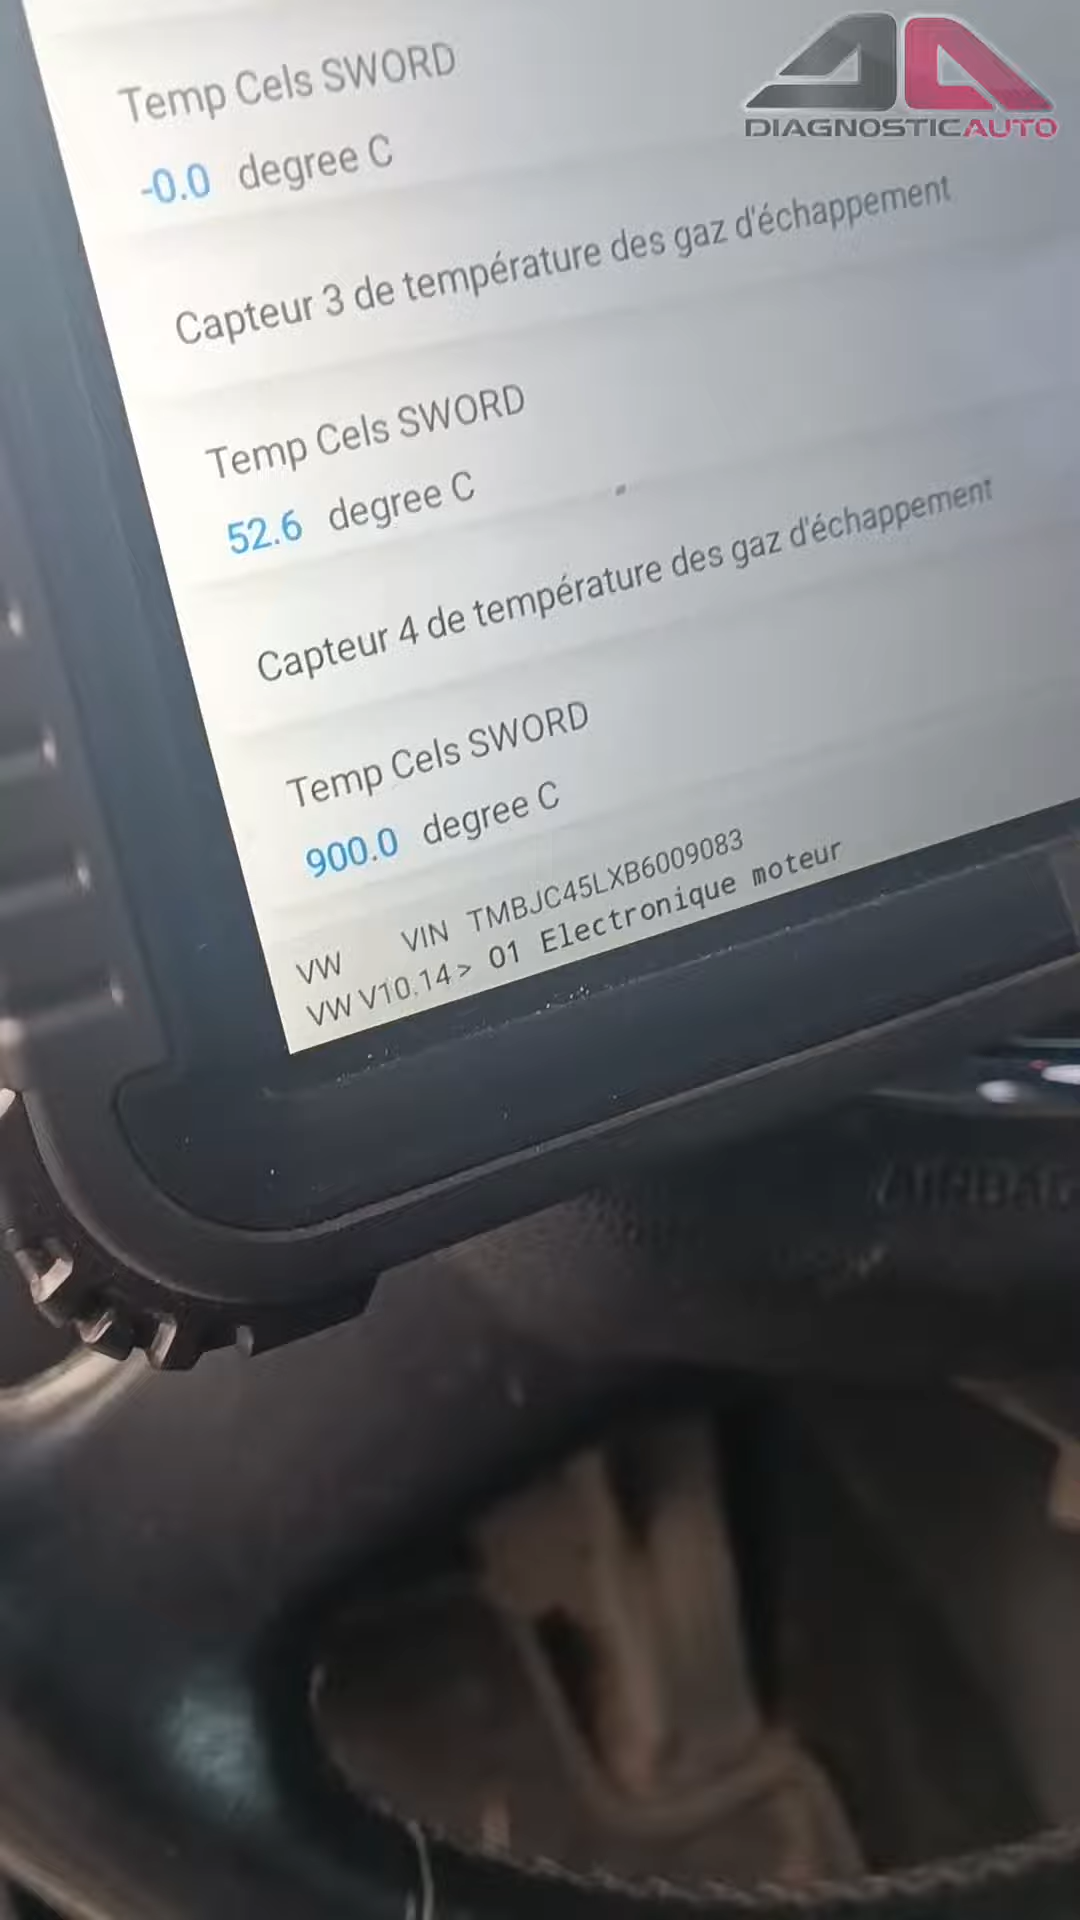 DIAGNOSTICAUTO
Temp Cels SWORD
-0.0 degree C
Capteur 3 de température des gaz d'échappement
Temp Cels SWORD
52.6 degree C
Capteur 4 de température des gaz d'échappement
Temp Cels SWORD
900.0 degree C
VW VIN TMBJC45LXB6009083
VW V10.14> 01 Electronique moteur
AIRBAG